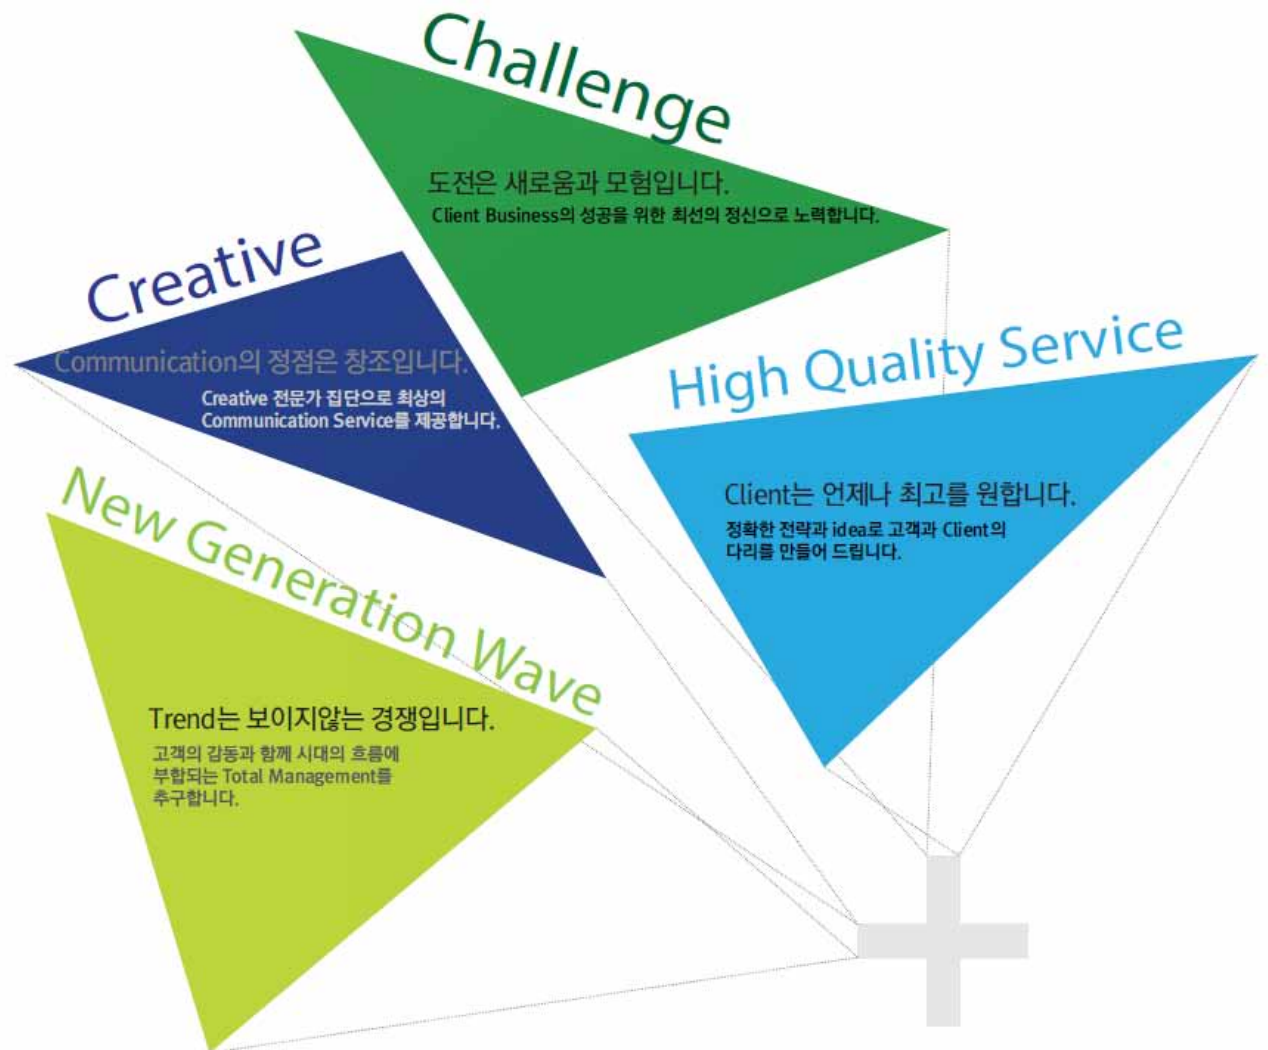 Challenge
도전은 새로움과 모험입니다.
Client Business의 성공을 위한 최선의 정신으로 노력합니다.
Creative
Communication의 정점은 창조입니다.
Creative 전문가 집단으로 최상의
Communication Service를 제공합니다.
High Quality Service
Client는 언제나 최고를 원합니다.
정확한 전략과 idea로 고객과 Client의
다리를 만들어 드립니다.
New Generation Wave
Trend는 보이지않는 경쟁입니다.
고객의 감동과 함께 시대의 흐름에
부합되는 Total Management를
추구합니다.